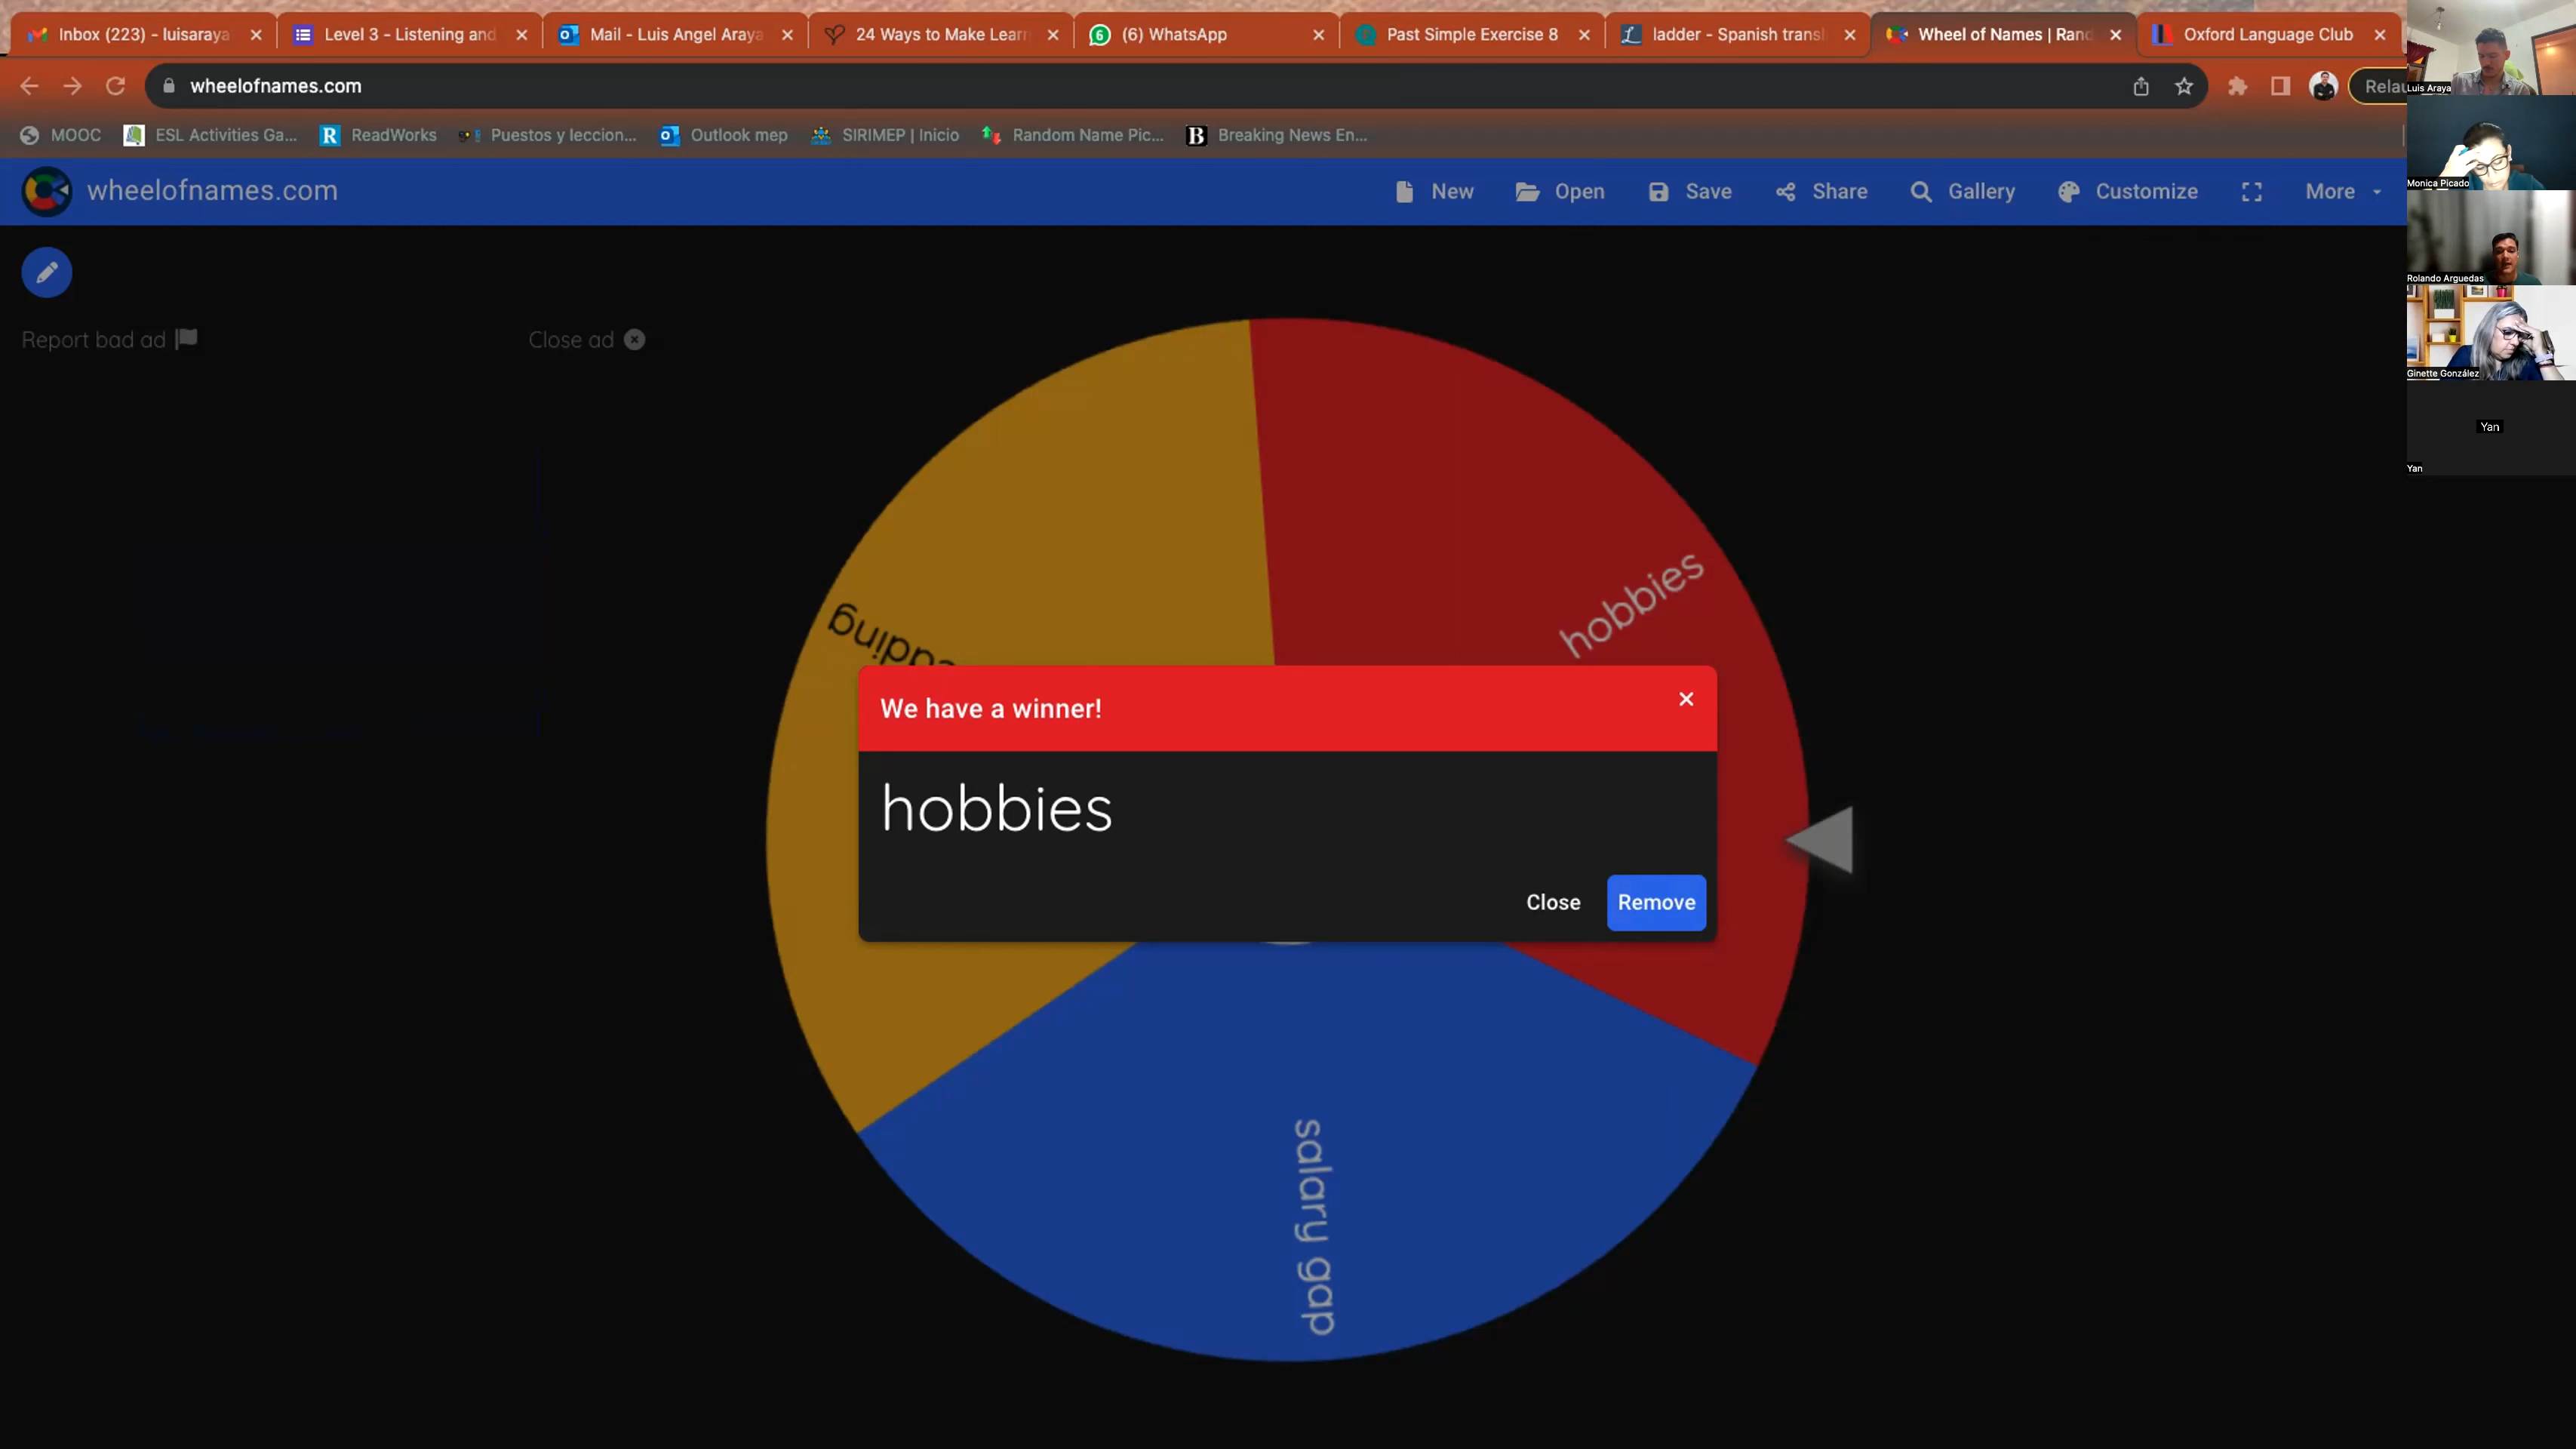 Inbox (223) - luisaraya
Level 3 - Listening and
Mail - Luis Angel Araya
24 Ways to Make Lear
(6) WhatsApp
Past Simple Exercise 8
ladder - Spanish transl
Wheel of Names | Rand
Oxford Language Club
wheelofnames.com
Relau
MOOC
ESL Activities Ga...
ReadWorks
Puestos y leccion...
Outlook mep
SIRIMEP | Inicio
Random Name Pic...
Breaking News En...
wheelofnames.com
New
Open
Save
Share
Gallery
Customize
More
Report bad ad
Close ad
hobbies
We have a winner!
hobbies
Close
Remove
salary gap
Luis Araya
Monica Picado
Rolando Arguedas
Ginette González
Yan
Yan